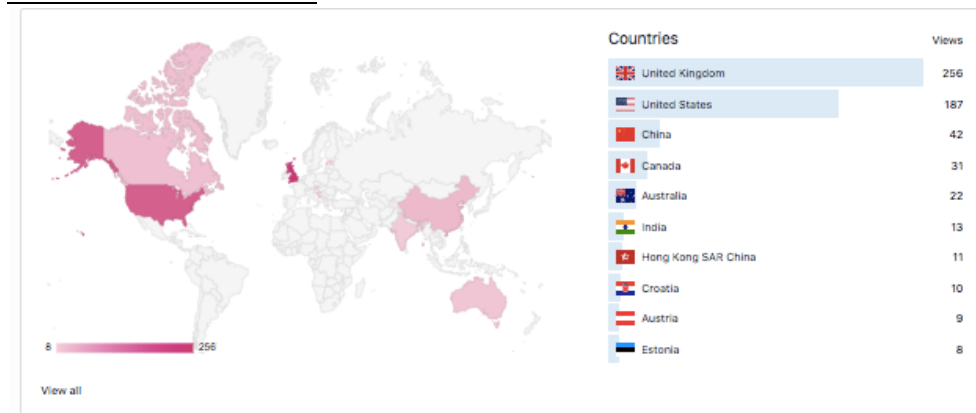 Countries Views
United Kingdom 256
United States 187
China 42
Canada 31
Australia 22
India 13
Hong Kong SAR China 11
Croatia 10
Austria 9
Estonia 8
8 256
View all